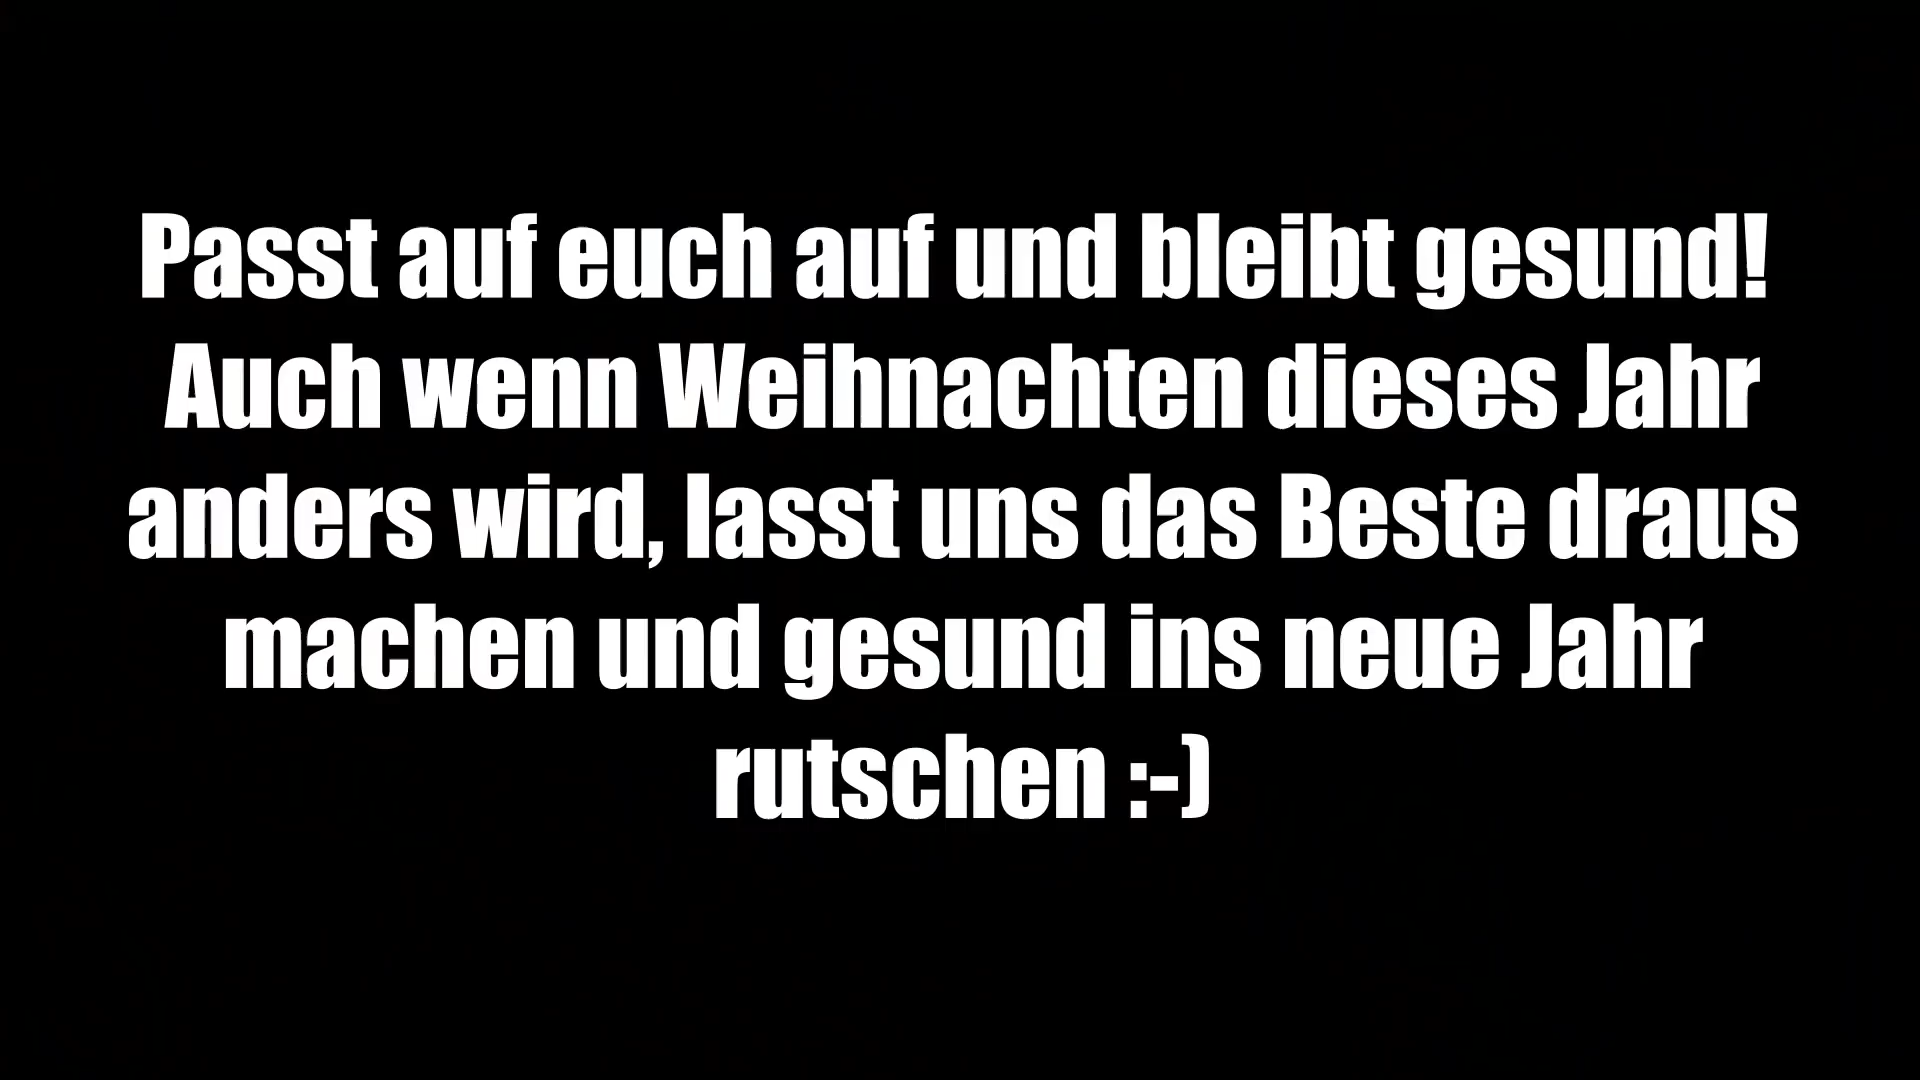 Passt auf euch auf und bleibt gesund!
Auch wenn Weihnachten dieses Jahr
anders wird, lasst uns das Beste draus
machen und gesund ins neue Jahr
rutschen :-)